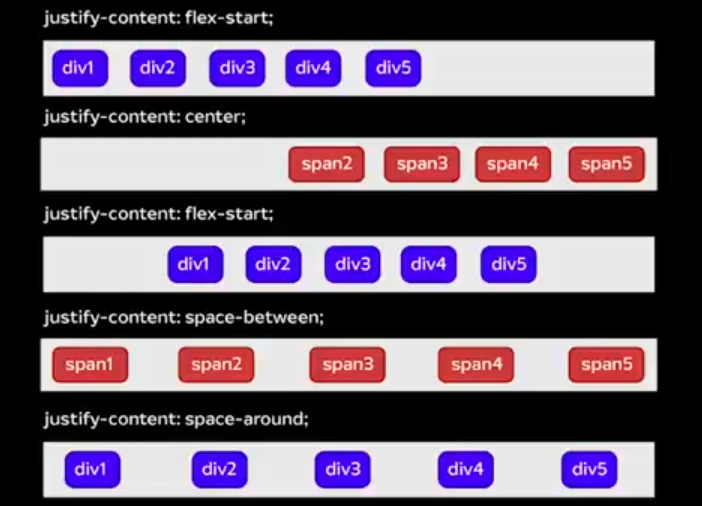 justify-content: flex-start;
div1 div2 div3 div4 div5
justify-content: center;
span2 span3 span4 span5
justify-content: flex-start;
div1 div2 div3 div4 div5
justify-content: space-between;
span1 span2 span3 span4 span5
justify-content: space-around;
div1 div2 div3 div4 div5